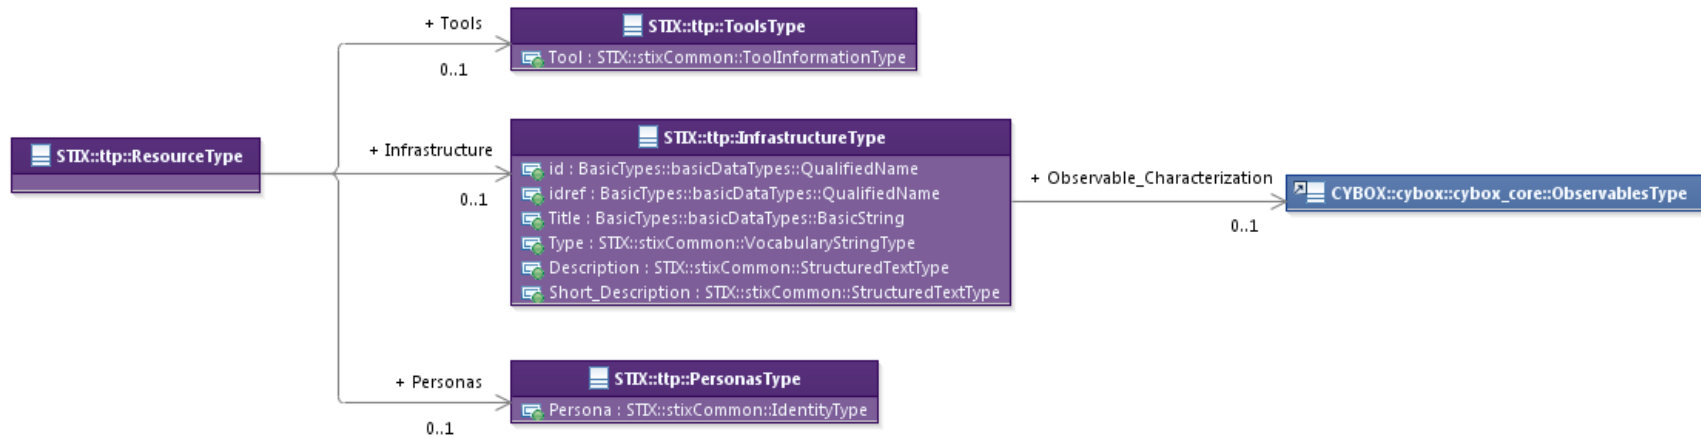 + Tools
0..1
STIX::ttp::ToolsType
Tool : STIX::stixCommon::ToolInformationType
STIX::ttp::ResourceType
+ Infrastructure
0..1
STIX::ttp::InfrastructureType
id : BasicTypes::basicDataTypes::QualifiedName
idref : BasicTypes::basicDataTypes::QualifiedName
Title : BasicTypes::basicDataTypes::BasicString
Type : STIX::stixCommon::VocabularyStringType
Description : STIX::stixCommon::StructuredTextType
Short_Description : STIX::stixCommon::StructuredTextType
+ Observable_Characterization
0..1
CYBOX::cybox::cybox_core::ObservablesType
+ Personas
0..1
STIX::ttp::PersonasType
Persona : STIX::stixCommon::IdentityType